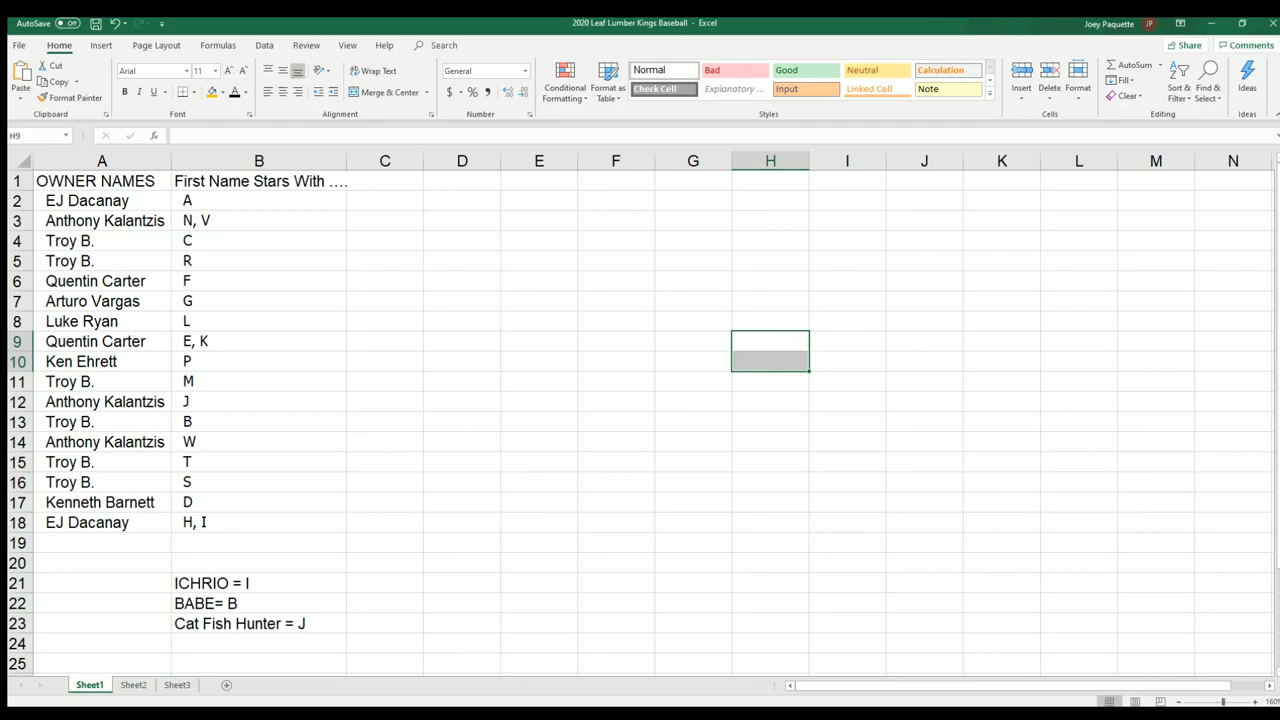 AutoSave Off 2020 Leaf Lumber Kings Baseball - Excel Joey Paquette JP
File Home Insert Page Layout Formulas Data Review View Help Search Share Comments
Paste Cut Copy Format Painter Clipboard
Arial 11 A A B I U A Font
Wrap Text Merge & Center Alignment
General $ % , Number
Conditional Formatting Format as Table
Normal Bad Good Neutral Calculation
Check Cell Explanatory ... Input Linked Cell Note
Styles
Insert Delete Format Cells
AutoSum Fill Clear Sort & Filter Find & Select Editing
Ideas Ideas
H9 fx
A B C D E F G H I J K L M N
1 OWNER NAMES First Name Stars With ....
2 EJ Dacanay A
3 Anthony Kalantzis N, V
4 Troy B. C
5 Troy B. R
6 Quentin Carter F
7 Arturo Vargas G
8 Luke Ryan L
9 Quentin Carter E, K
10 Ken Ehrett P
11 Troy B. M
12 Anthony Kalantzis J
13 Troy B. B
14 Anthony Kalantzis W
15 Troy B. T
16 Troy B. S
17 Kenneth Barnett D
18 EJ Dacanay H, I
19
20
21 ICHRIO = I
22 BABE= B
23 Cat Fish Hunter = J
24
25
Sheet1 Sheet2 Sheet3
160%